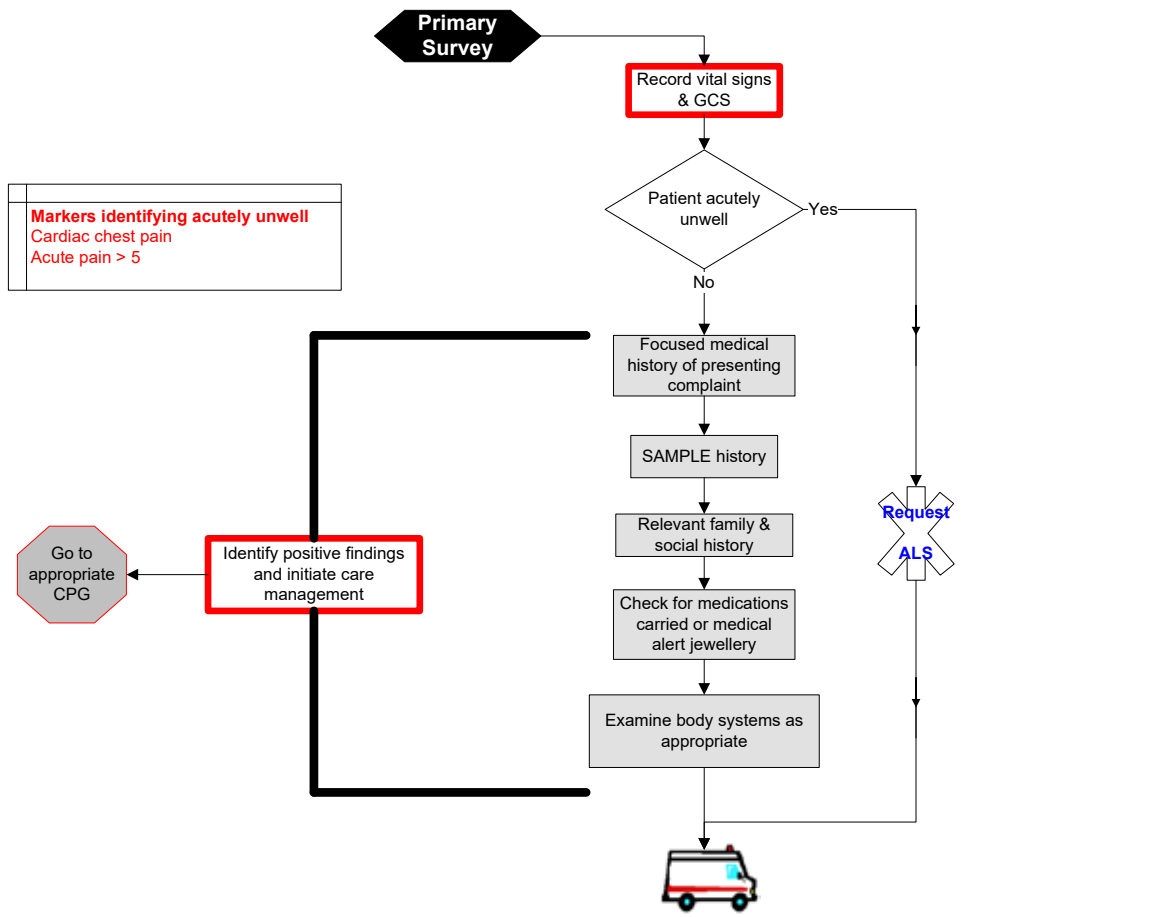 Primary
Survey
Record vital signs
& GCS
Patient acutely
unwell
Yes
No
Markers identifying acutely unwell
Cardiac chest pain
Acute pain > 5
Focused medical
history of presenting
complaint
SAMPLE history
Relevant family &
social history
Check for medications
carried or medical
alert jewellery
Examine body systems as
appropriate
Request
ALS
Identify positive findings
and initiate care
management
Go to
appropriate
CPG